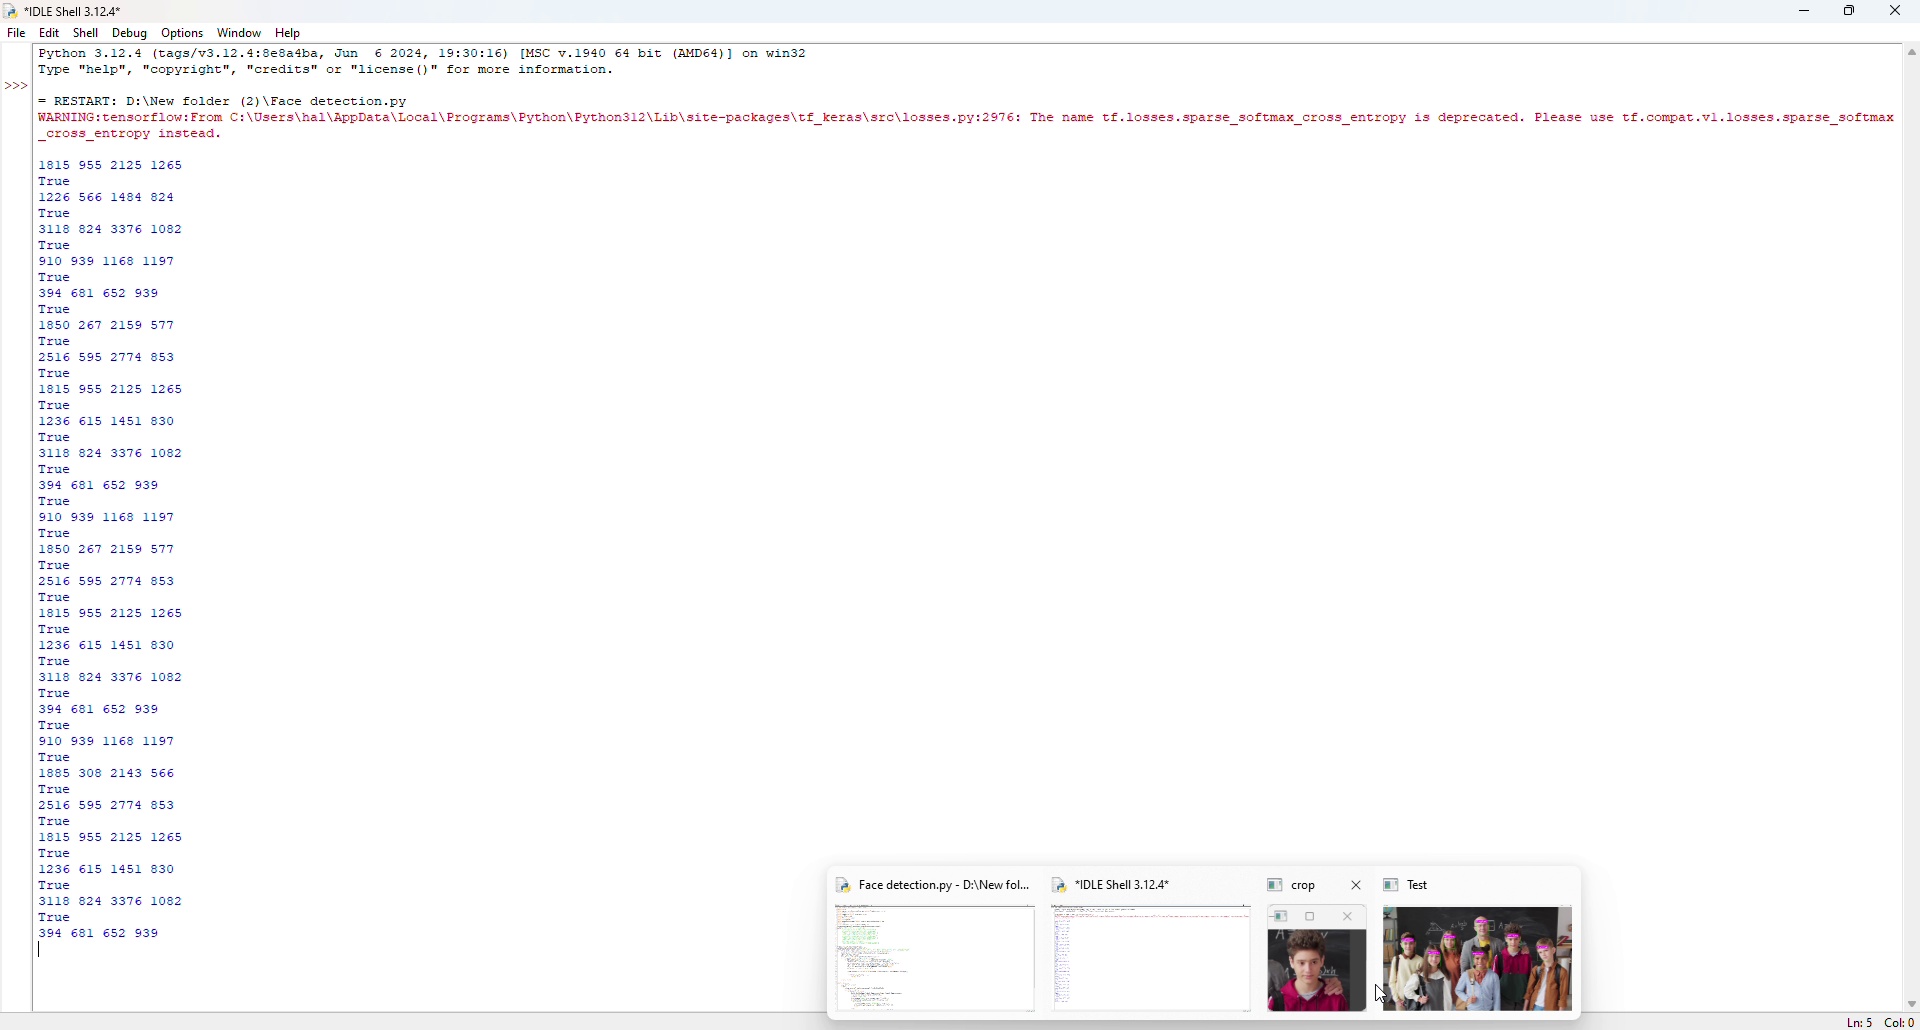 *IDLE Shell 3.12.4*
File Edit Shell Debug Options Window Help
Python 3.12.4 (tags/v3.12.4:8e8a4ba, Jun  6 2024, 19:30:16) [MSC v.1940 64 bit (AMD64)] on win32
Type "help", "copyright", "credits" or "license()" for more information.
>>>
= RESTART: D:\New folder (2)\Face detection.py
WARNING:tensorflow:From C:\Users\hal\AppData\Local\Programs\Python\Python312\Lib\site-packages\tf_keras\src\losses.py:2976: The name tf.losses.sparse_softmax_cross_entropy is deprecated. Please use tf.compat.v1.losses.sparse_softmax
_cross_entropy instead.
1815 955 2125 1265
True
1226 566 1484 824
True
3118 824 3376 1082
True
910 939 1168 1197
True
394 681 652 939
True
1850 267 2159 577
True
2516 595 2774 853
True
1815 955 2125 1265
True
1236 615 1451 830
True
3118 824 3376 1082
True
394 681 652 939
True
910 939 1168 1197
True
1850 267 2159 577
True
2516 595 2774 853
True
1815 955 2125 1265
True
1236 615 1451 830
True
3118 824 3376 1082
True
394 681 652 939
True
910 939 1168 1197
True
1885 308 2143 566
True
2516 595 2774 853
True
1815 955 2125 1265
True
1236 615 1451 830
True
3118 824 3376 1082
True
394 681 652 939
Face detection.py - D:\New fol... *IDLE Shell 3.12.4* crop Test
Ln: 5 Col: 0